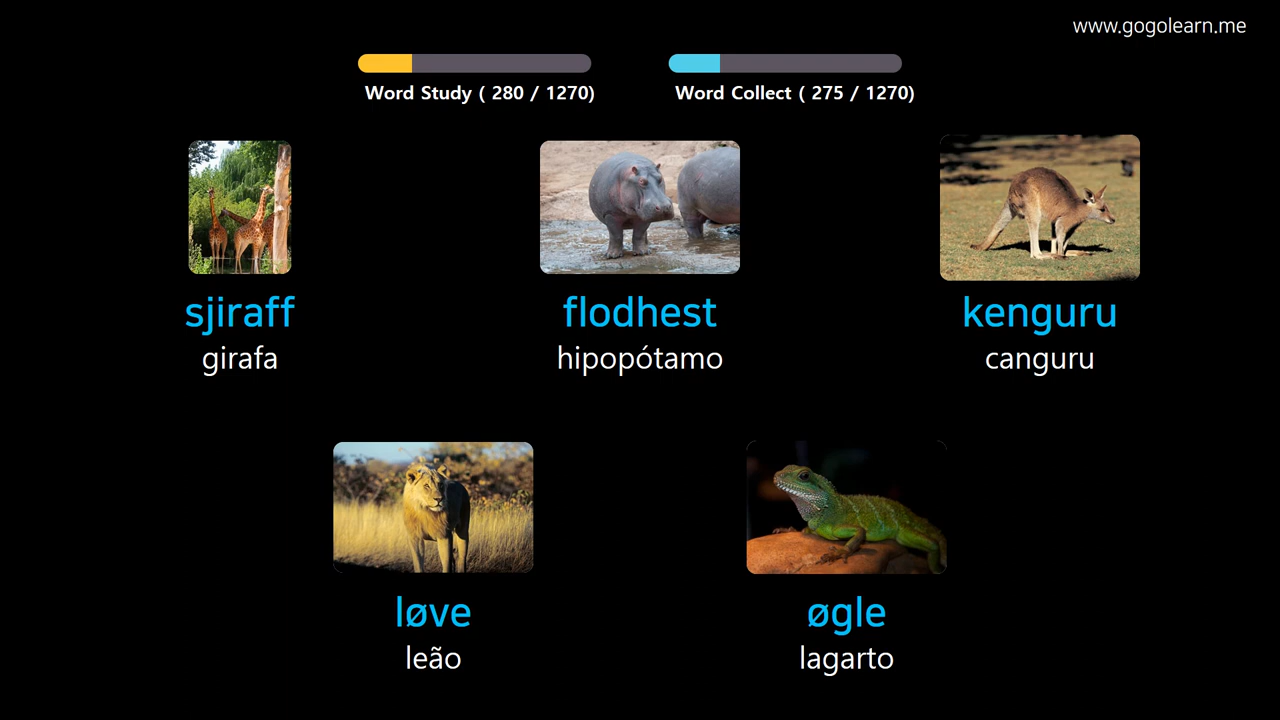 www.gogolearn.me
Word Study ( 280 / 1270)
Word Collect ( 275 / 1270)
sjiraff
girafa
flodhest
hipopótamo
kenguru
canguru
løve
leão
øgle
lagarto